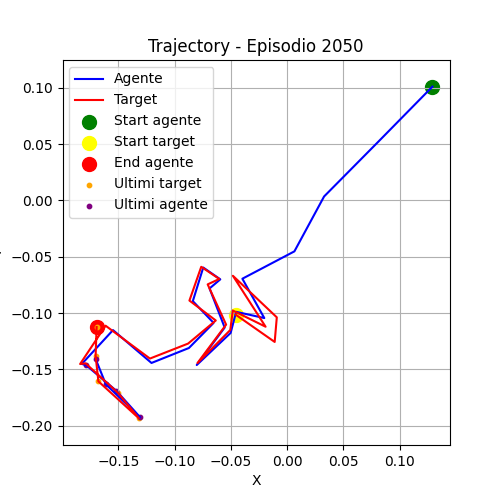 Trajectory - Episodio 2050
Agente
Target
Start agente
Start target
End agente
Ultimi target
Ultimi agente
0.10
0.05
0.00
−0.05
−0.10
−0.15
−0.20
−0.15
−0.10
−0.05
0.00
0.05
0.10
X